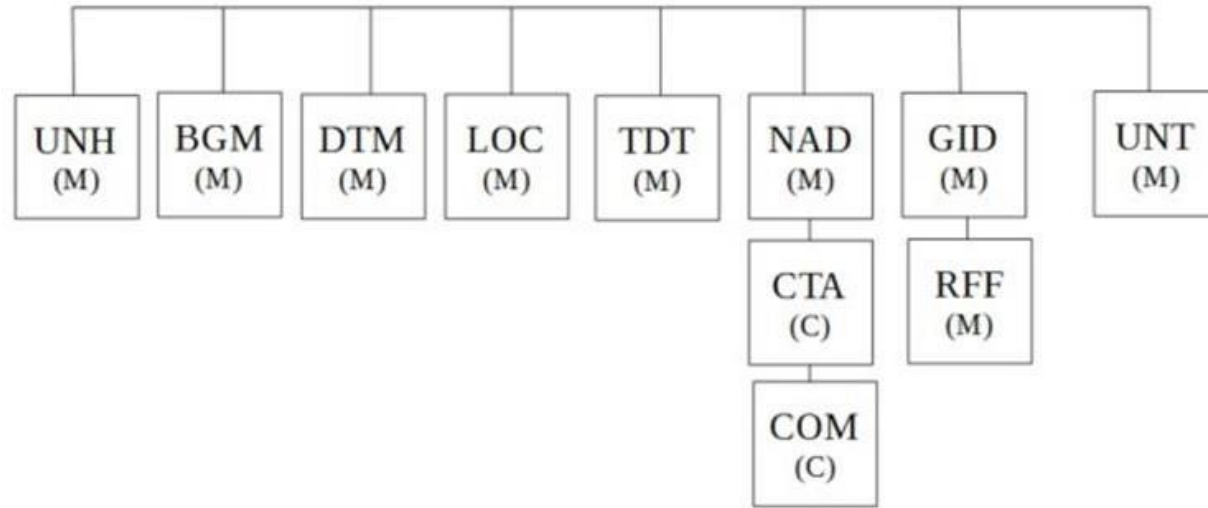 UNH
(M)
BGM
(M)
DTM
(M)
LOC
(M)
TDT
(M)
NAD
(M)
GID
(M)
UNT
(M)
CTA
(C)
RFF
(M)
COM
(C)